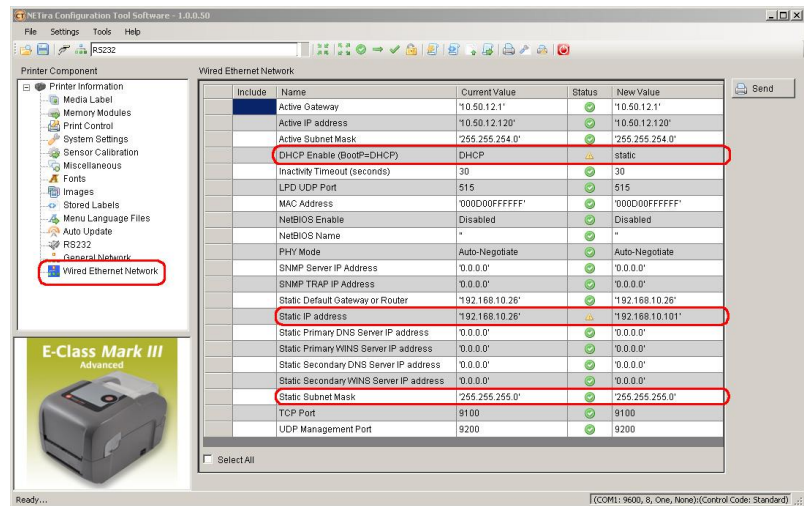 NETira Configuration Tool Software - 1.0.0.50
File Settings Tools Help
RS232
Printer Component
Printer Information
Media Label
Memory Modules
Print Control
System Settings
Sensor Calibration
Miscellaneous
Fonts
Images
Stored Labels
Menu Language Files
Auto Update
RS232
General Network
Wired Ethernet Network
E-Class Mark III
Advanced
Wired Ethernet Network
Include Name Current Value Status New Value
Active Gateway '10.50.12.1' '10.50.12.1'
Active IP address '10.50.12.120' '10.50.12.120'
Active Subnet Mask '255.255.254.0' '255.255.254.0'
DHCP Enable (BootP=DHCP) DHCP static
Inactivity Timeout (seconds) 30 30
LPD UDP Port 515 515
MAC Address '000D00FFFFFF' '000D00FFFFFF'
NetBIOS Enable Disabled Disabled
NetBIOS Name '' ''
PHY Mode Auto-Negotiate Auto-Negotiate
SNMP Server IP Address '0.0.0.0' '0.0.0.0'
SNMP TRAP IP Address '0.0.0.0' '0.0.0.0'
Static Default Gateway or Router '192.168.10.26' '192.168.10.26'
Static IP address '192.168.10.26' '192.168.10.101'
Static Primary DNS Server IP address '0.0.0.0' '0.0.0.0'
Static Primary WINS Server IP address '0.0.0.0' '0.0.0.0'
Static Secondary DNS Server IP address '0.0.0.0' '0.0.0.0'
Static Secondary WINS Server IP address '0.0.0.0' '0.0.0.0'
Static Subnet Mask '255.255.255.0' '255.255.255.0'
TCP Port 9100 9100
UDP Management Port 9200 9200
Select All
Send
Ready...
(COM1: 9600, 8, One, None):(Control Code: Standard)